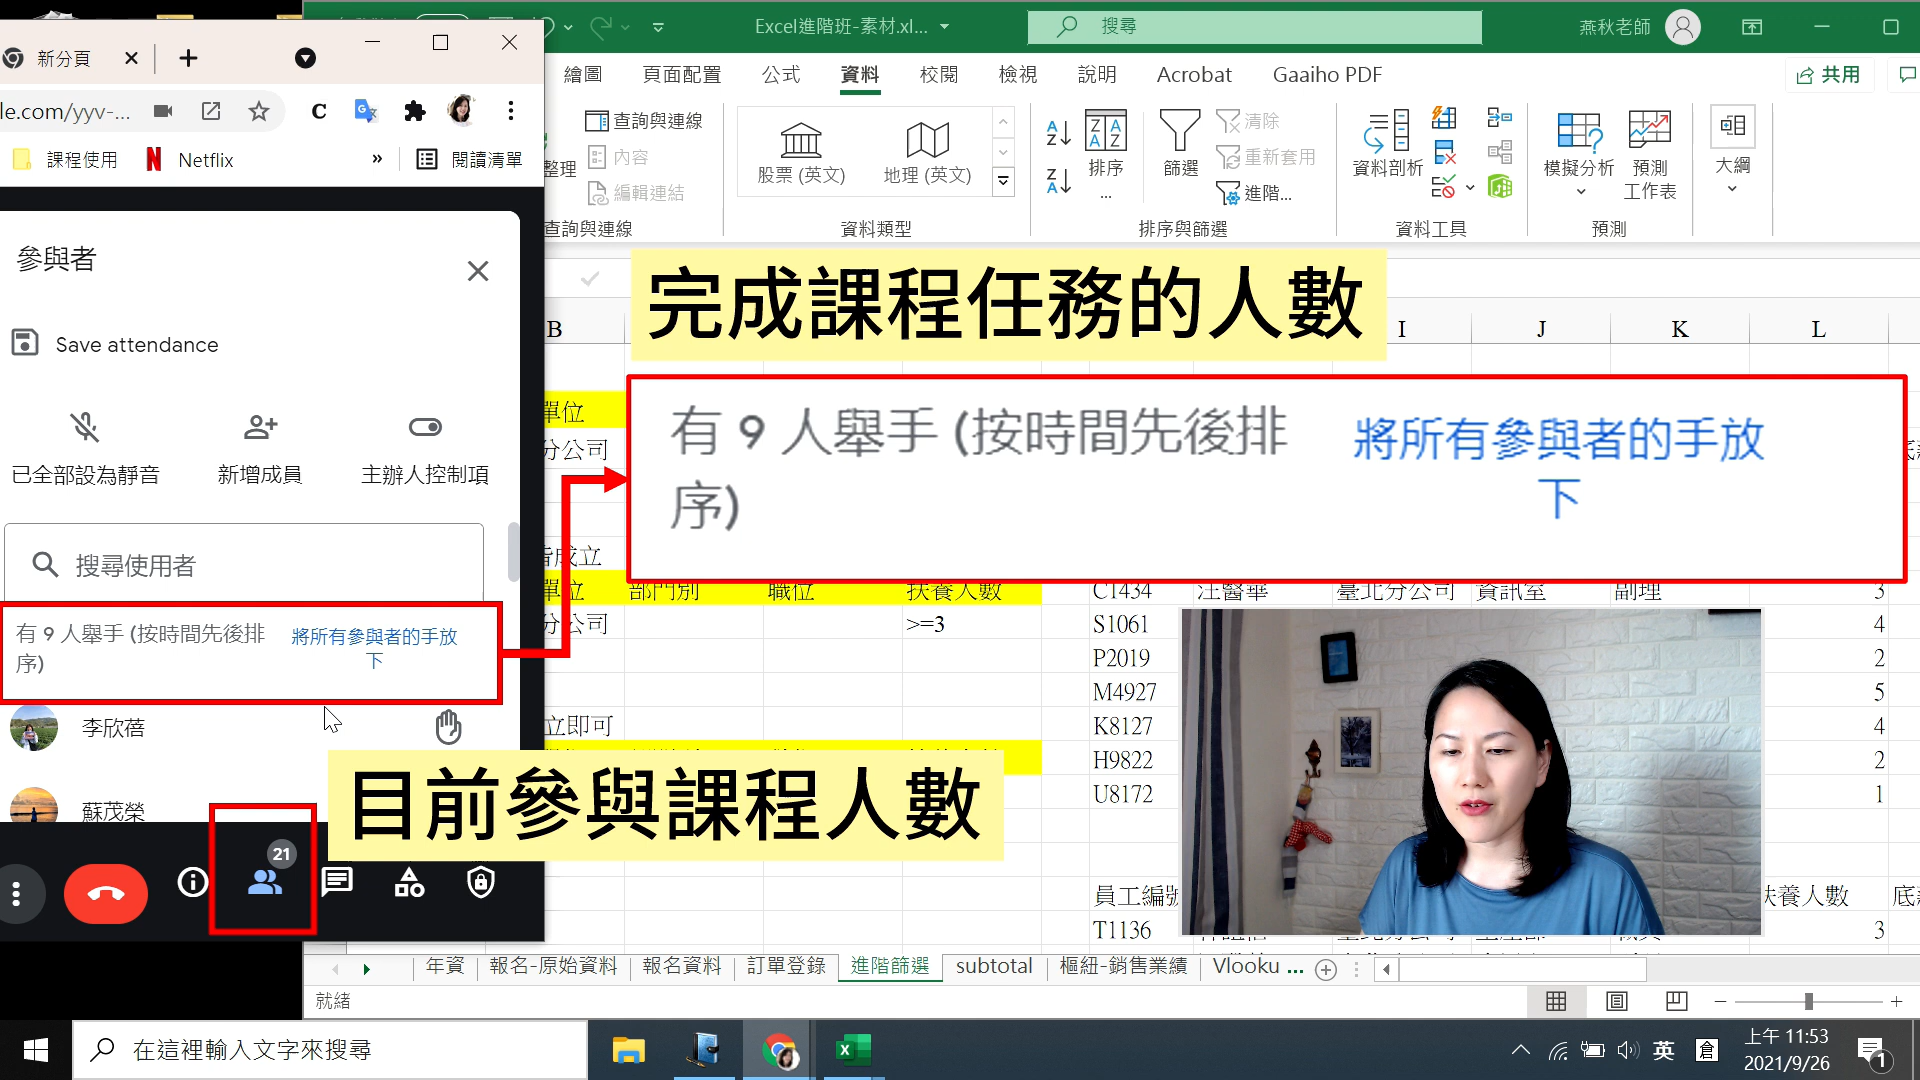 新分頁
le.com/yyv-...
課程使用
Netflix
»
閱讀清單
參與者
Save attendance
已全部設為靜音
新增成員
主辦人控制項
搜尋使用者
有 9 人舉手 (按時間先後排序)
將所有參與者的手放下
李欣蓓
蘇茂榮
21
Excel進階班-素材.xl...
搜尋
燕秋老師
繪圖
頁面配置
公式
資料
校閱
檢視
說明
Acrobat
Gaaiho PDF
共用
整理
查詢與連線
內容
編輯連結
查詢與連線
股票 (英文)
地理 (英文)
資料類型
排序
...
篩選
清除
重新套用
進階...
排序與篩選
資料剖析
資料工具
模擬分析
預測
工作表
預測
大綱
完成課程任務的人數
B
I
J
K
L
單位
分公司
有 9 人舉手 (按時間先後排
序)
將所有參與者的手放
下
皆成立
單位
部門別
職位
扶養人數
分公司
>=3
立即可
C1434
汪醫華
臺北分公司
資訊室
副理
3
S1061
4
P2019
2
M4927
5
K8127
4
H9822
2
U8172
1
目前參與課程人數
員工編號
扶養人數
T1136
3
年資
報名-原始資料
報名資料
訂單登錄
進階篩選
subtotal
樞紐-銷售業績
Vlooku ...
就緒
在這裡輸入文字來搜尋
英
倉
上午 11:53
2021/9/26
1